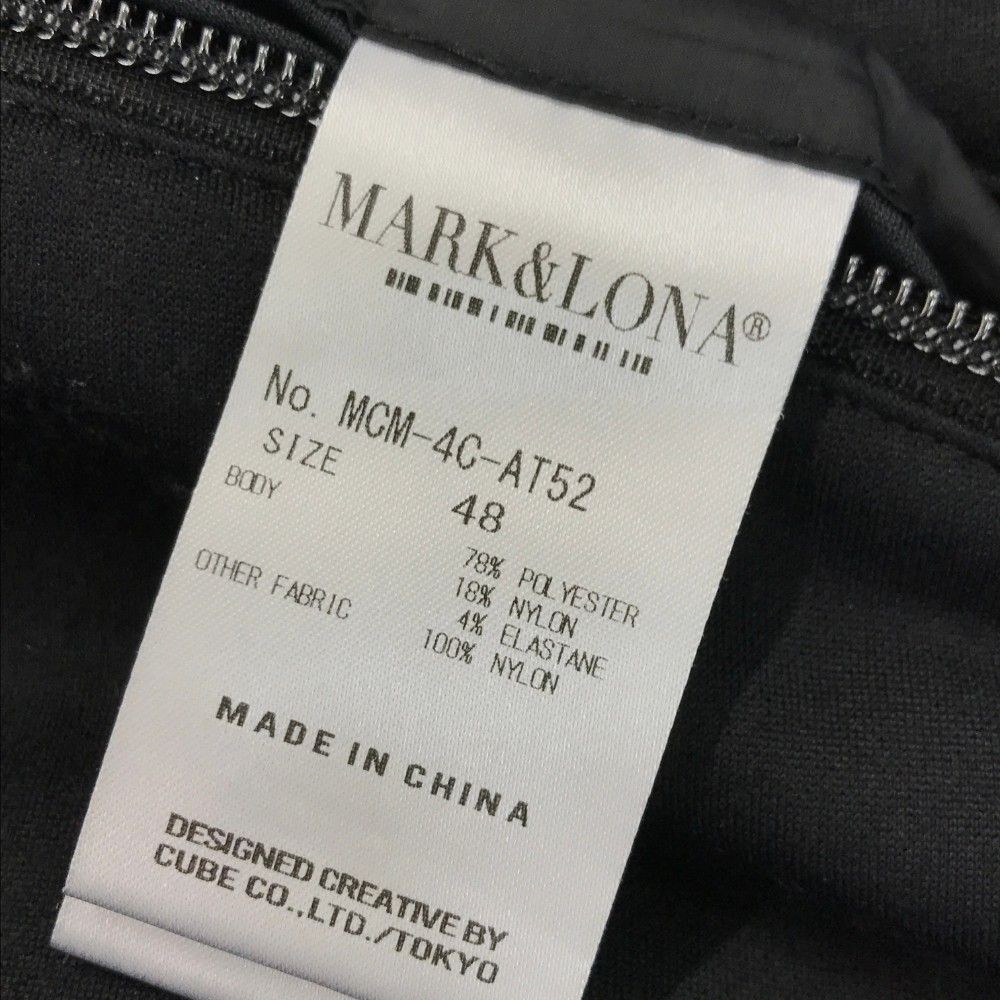 MARK&LONA®
No. MCM-4C-AT52
SIZE 48
BODY 78% POLYESTER
18% NYLON
4% ELASTANE
OTHER FABRIC 100% NYLON
MADE IN CHINA
DESIGNED CREATIVE BY
CUBE CO.,LTD./TOKYO